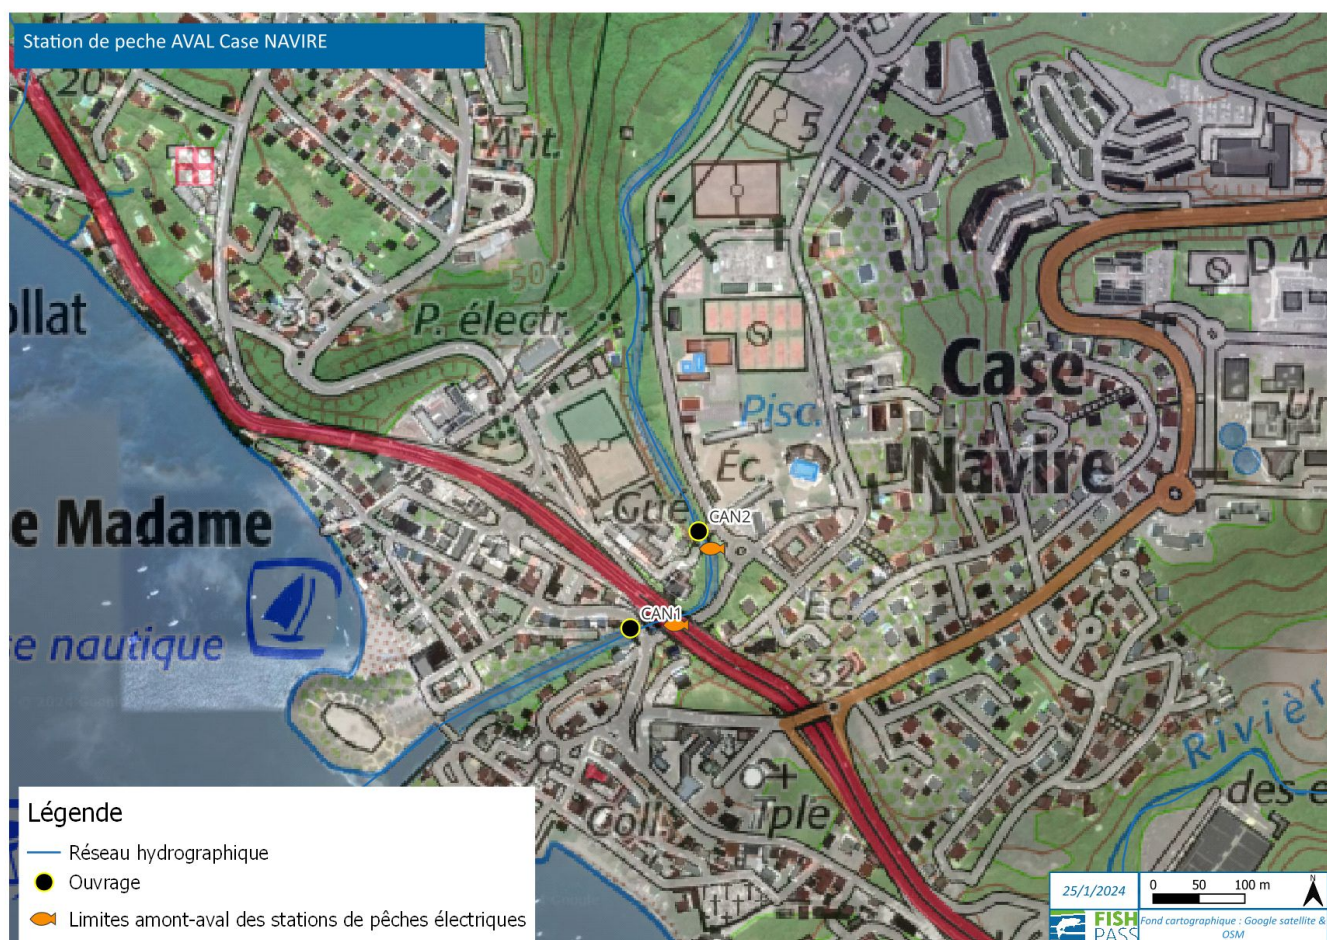 Station de peche AVAL Case NAVIRE
12
20
5
Ant.
50
D 44
ollat
36
P. électr.
Case
Pisc.
Navire
Éc.
Gue
CAN2
e Madame
CAN1
Éc.
se nautique
32
Rivièr
des e
Coll.
Tple
Légende
Réseau hydrographique
Ouvrage
Limites amont-aval des stations de pêches électriques
25/1/2024
0 50 100 m
N
FISH
PASS
Fond cartographique : Google satellite &
OSM